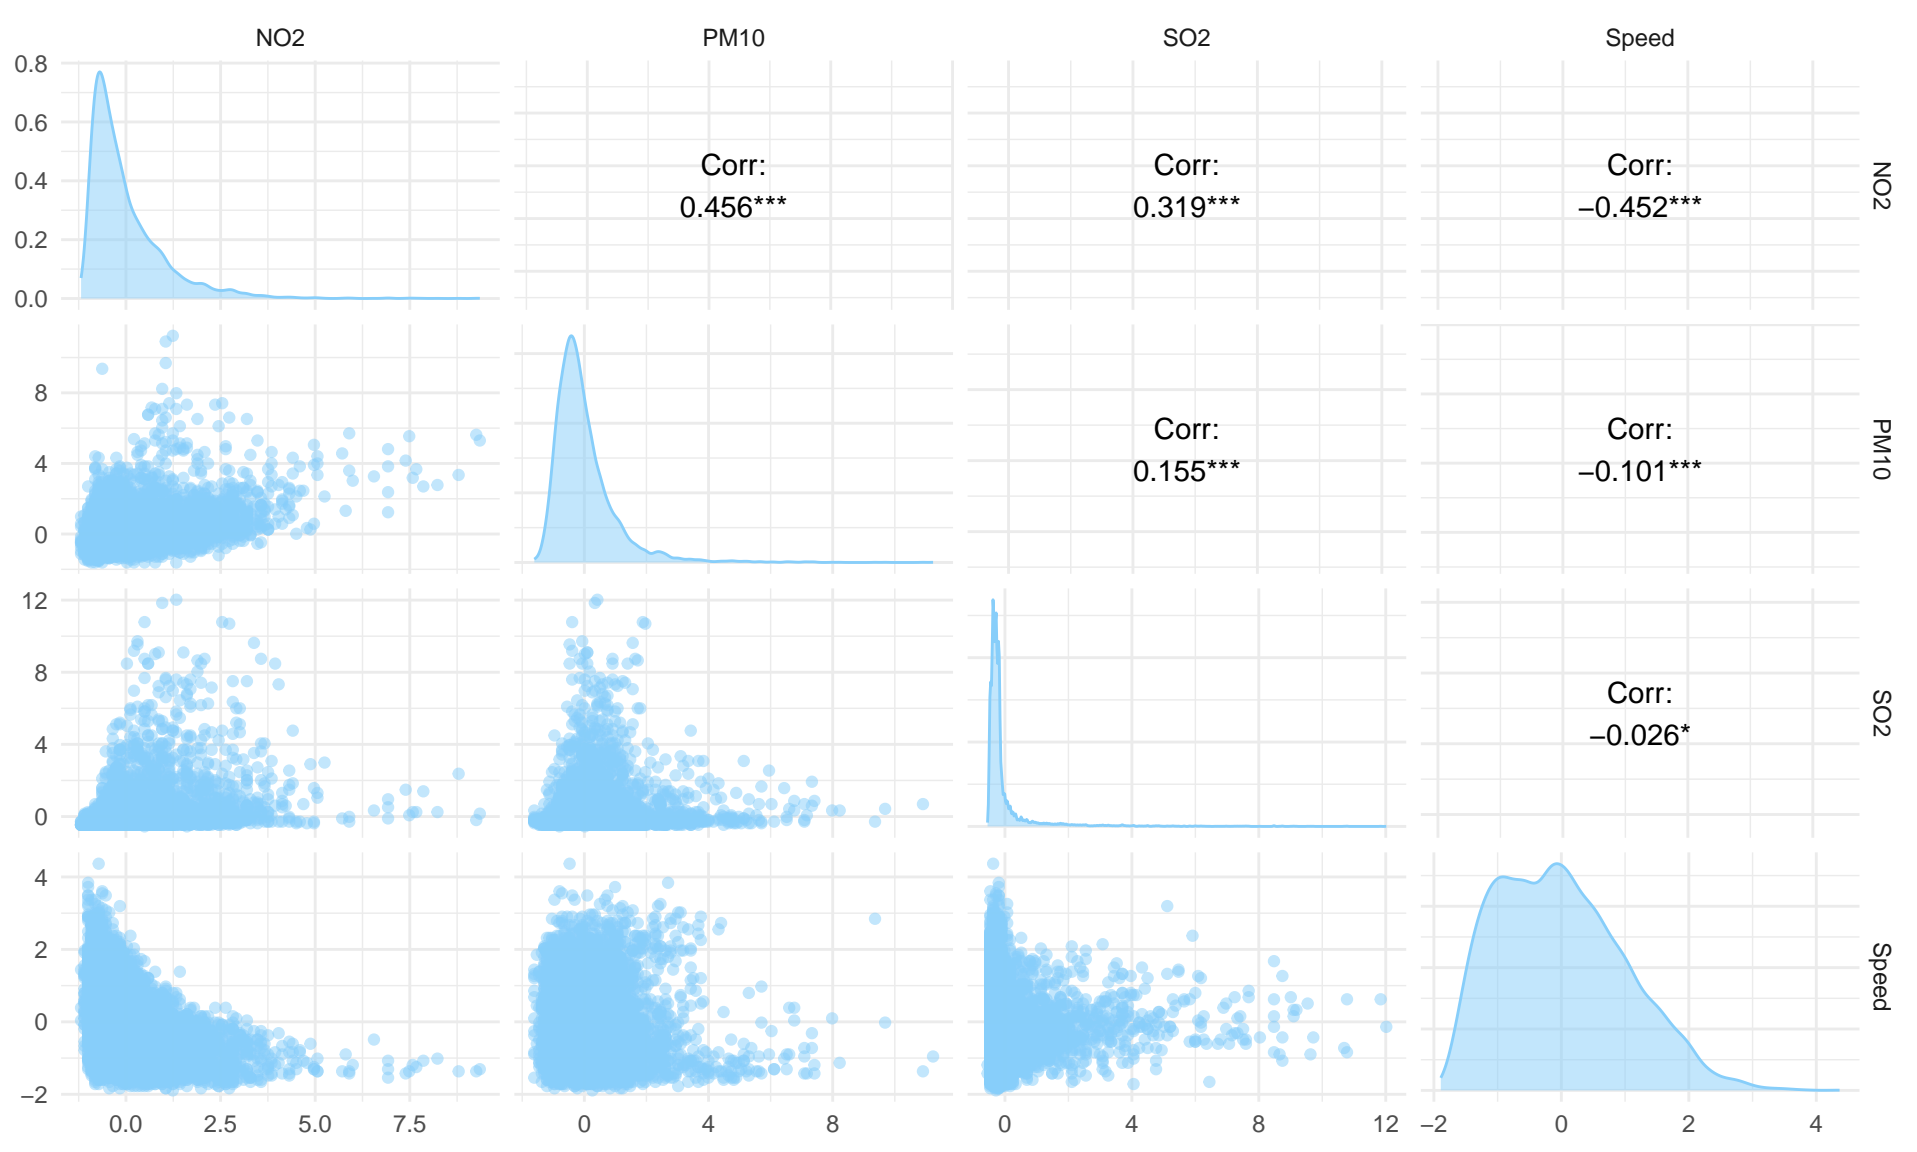 NO2 PM10 SO2 Speed
0.8
0.6
0.4
0.2
0.0
Corr:
0.456***
Corr:
0.319***
Corr:
−0.452***
NO2
8
4
0
Corr:
0.155***
Corr:
−0.101***
PM10
12
8
4
0
Corr:
−0.026*
SO2
4
2
0
−2
Speed
0.0 2.5 5.0 7.5 0 4 8 0 4 8 12 −2 0 2 4